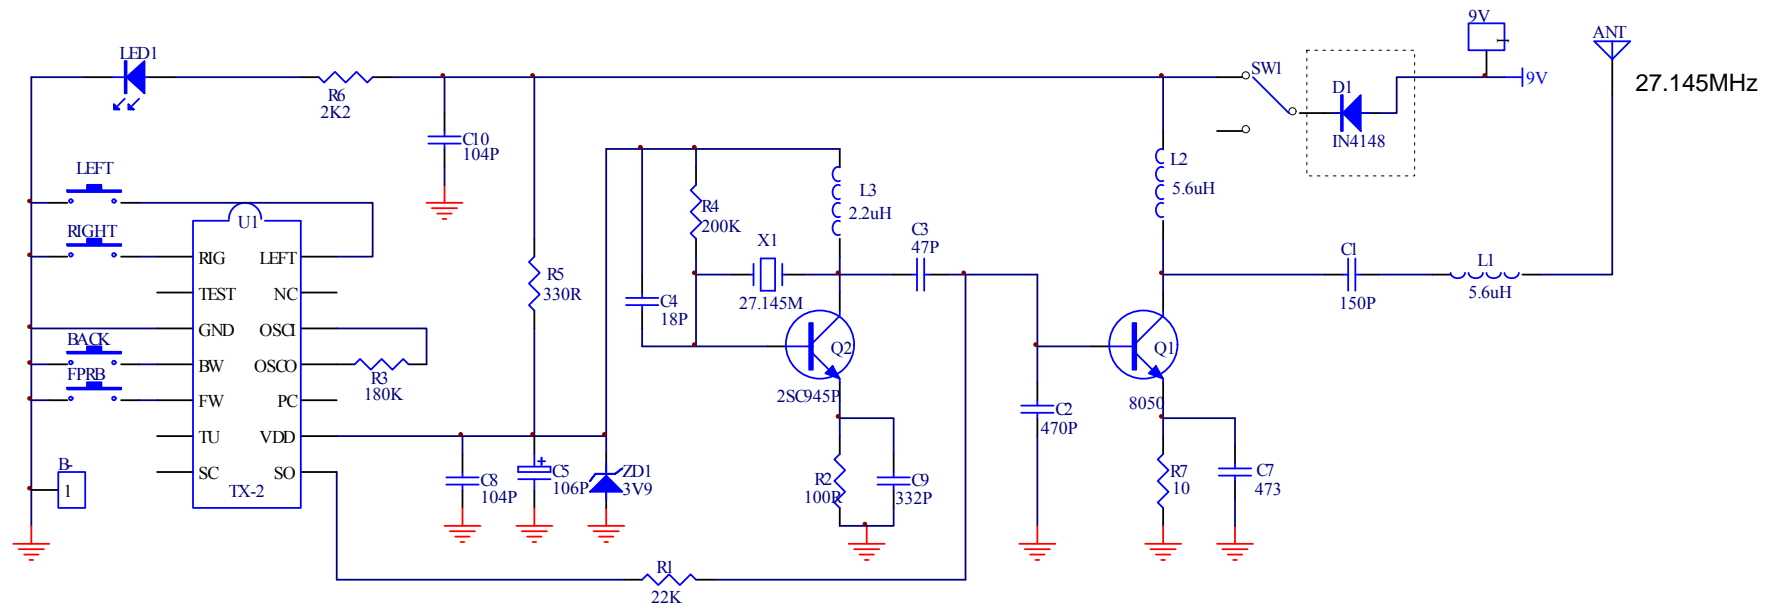 9V
1
9V
ANT
27.145MHz
LED1
R6
2K2
C10
104P
SW1
D1
IN4148
LEFT
RIGHT
U1
RIG
LEFT
TEST
NC
GND
OSCI
BACK
BW
OSCO
FPRB
FW
PC
TU
VDD
SC
SO
TX-2
B-
1
R3
180K
R5
330R
R4
200K
X1
27.145M
C4
18P
L3
2.2uH
C3
47P
Q2
2SC945P
L2
5.6uH
C1
150P
L1
5.6uH
Q1
8050
C2
470P
C8
104P
+
C5
106P
ZD1
3V9
R2
100R
C9
332P
R7
10
C7
473
R1
22K